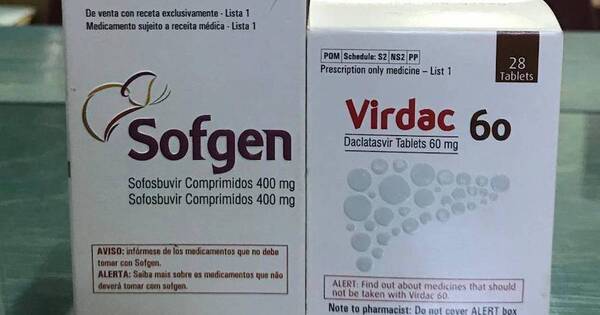 De venta con receta exclusivamente - Lista 1
Medicamento sujeito a receita médica - Lista 1
Sofgen
Sofosbuvir Comprimidos 400 mg
Sofosbuvir Comprimidos 400 mg
AVISO: infórmese de los medicamentos que no debe
tomar con Sofgen.
ALERTA: Saiba mais sobre os medicamentos que não
deverá tomar com sofgen.
POM Schedule: S2 NS2 PP
Prescription only medicine – List 1
28
Tablets
Virdac 60
Daclatasvir Tablets 60 mg
ALERT: Find out about medicines that should
not be taken with Virdac 60.
Note to pharmacist: Do not cover ALERT box